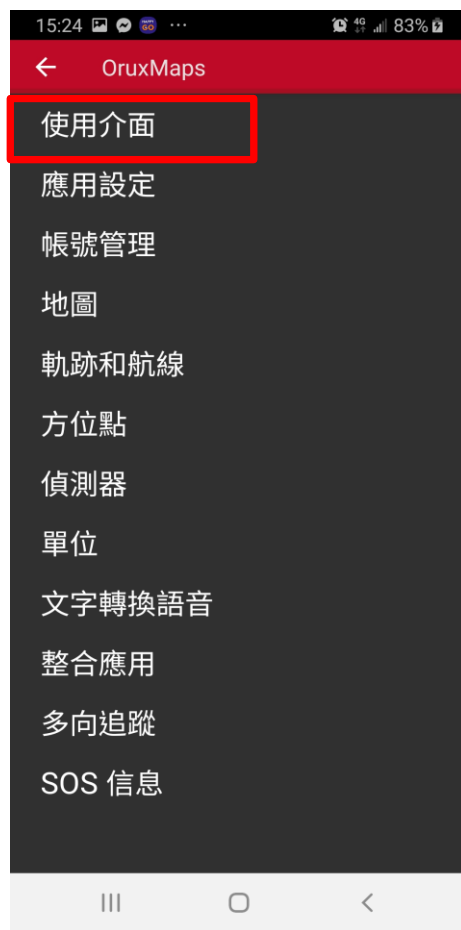 15:24 ... 4G 83%
OruxMaps
使用介面
應用設定
帳號管理
地圖
軌跡和航線
方位點
偵測器
單位
文字轉換語音
整合應用
多向追蹤
SOS 信息